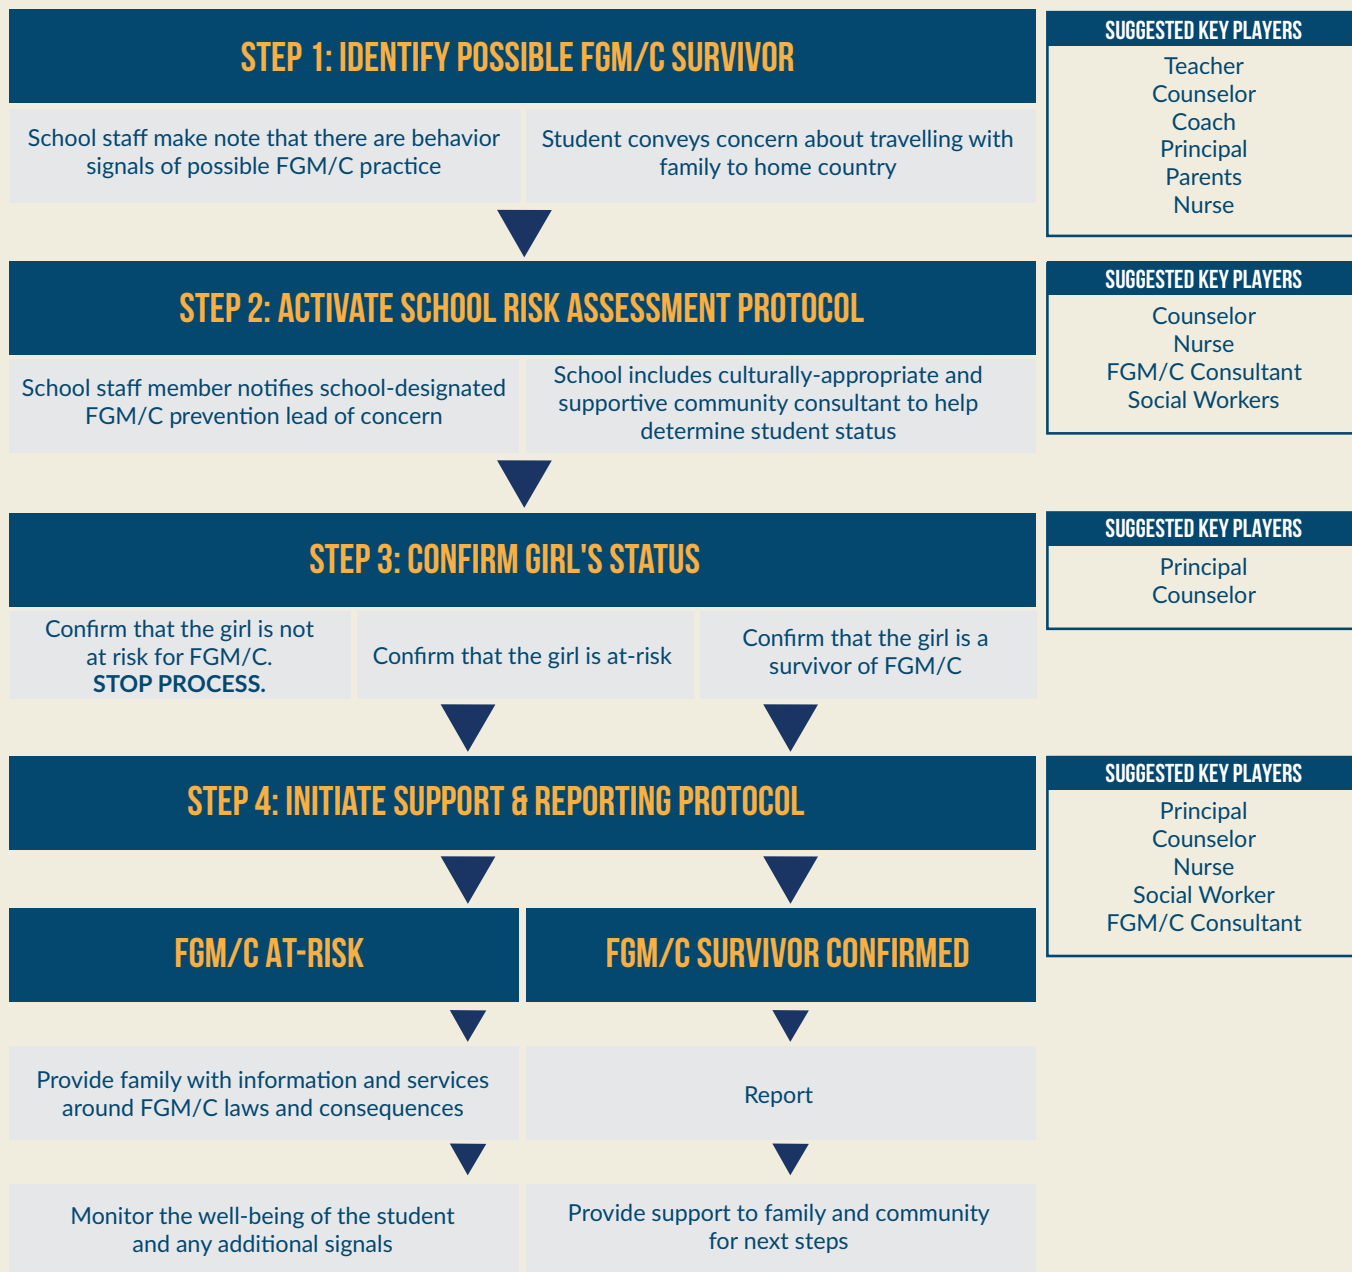 STEP 1: IDENTIFY POSSIBLE FGM/C SURVIVOR
School staff make note that there are behavior
signals of possible FGM/C practice
Student conveys concern about travelling with
family to home country
SUGGESTED KEY PLAYERS
Teacher
Counselor
Coach
Principal
Parents
Nurse
STEP 2: ACTIVATE SCHOOL RISK ASSESSMENT PROTOCOL
School staff member notifies school-designated
FGM/C prevention lead of concern
School includes culturally-appropriate and
supportive community consultant to help
determine student status
SUGGESTED KEY PLAYERS
Counselor
Nurse
FGM/C Consultant
Social Workers
STEP 3: CONFIRM GIRL'S STATUS
Confirm that the girl is not
at risk for FGM/C.
STOP PROCESS.
Confirm that the girl is at-risk
Confirm that the girl is a
survivor of FGM/C
SUGGESTED KEY PLAYERS
Principal
Counselor
STEP 4: INITIATE SUPPORT & REPORTING PROTOCOL
SUGGESTED KEY PLAYERS
Principal
Counselor
Nurse
Social Worker
FGM/C Consultant
FGM/C AT-RISK
FGM/C SURVIVOR CONFIRMED
Provide family with information and services
around FGM/C laws and consequences
Report
Monitor the well-being of the student
and any additional signals
Provide support to family and community
for next steps